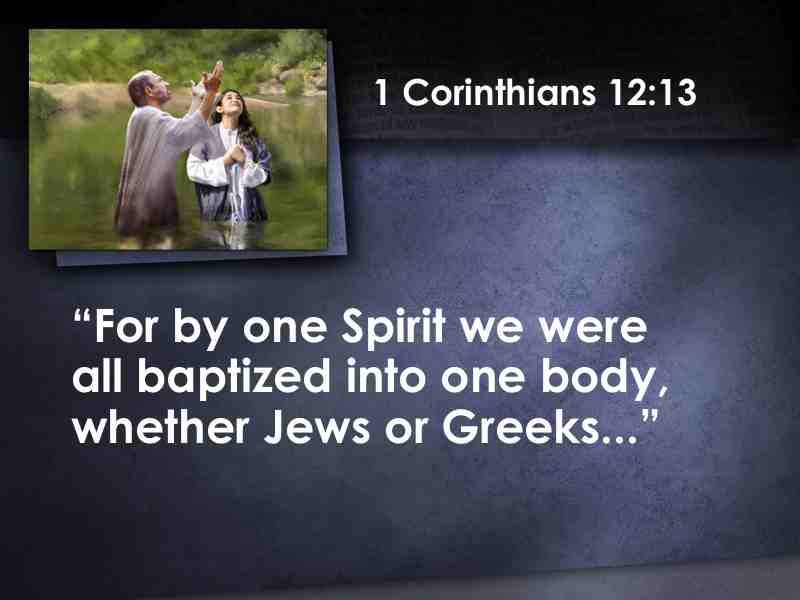 1 Corinthians 12:13
“For by one Spirit we were
all baptized into one body,
whether Jews or Greeks...”